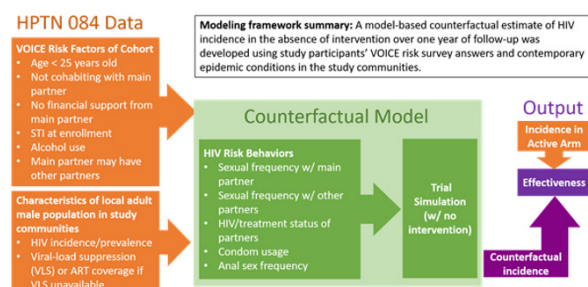 HPTN 084 Data
VOICE Risk Factors of Cohort
• Age < 25 years old
• Not cohabiting with main
partner
• No financial support from
main partner
• STI at enrollment
• Alcohol use
• Main partner may have
other partners
Characteristics of local adult
male population in study
communities
• HIV incidence/prevalence
• Viral-load suppression
(VLS) or ART coverage if
VLS unavailable
Modeling framework summary: A model-based counterfactual estimate of HIV
incidence in the absence of intervention over one year of follow-up was
developed using study participants' VOICE risk survey answers and contemporary
epidemic conditions in the study communities.
Counterfactual Model
HIV Risk Behaviors
• Sexual frequency w/ main
partner
• Sexual frequency w/ other
partners
• HIV/treatment status of
partners
• Condom usage
• Anal sex frequency
Trial
Simulation
(w/ no
intervention)
Output
Incidence in
Active Arm
Effectiveness
Counterfactual
incidence